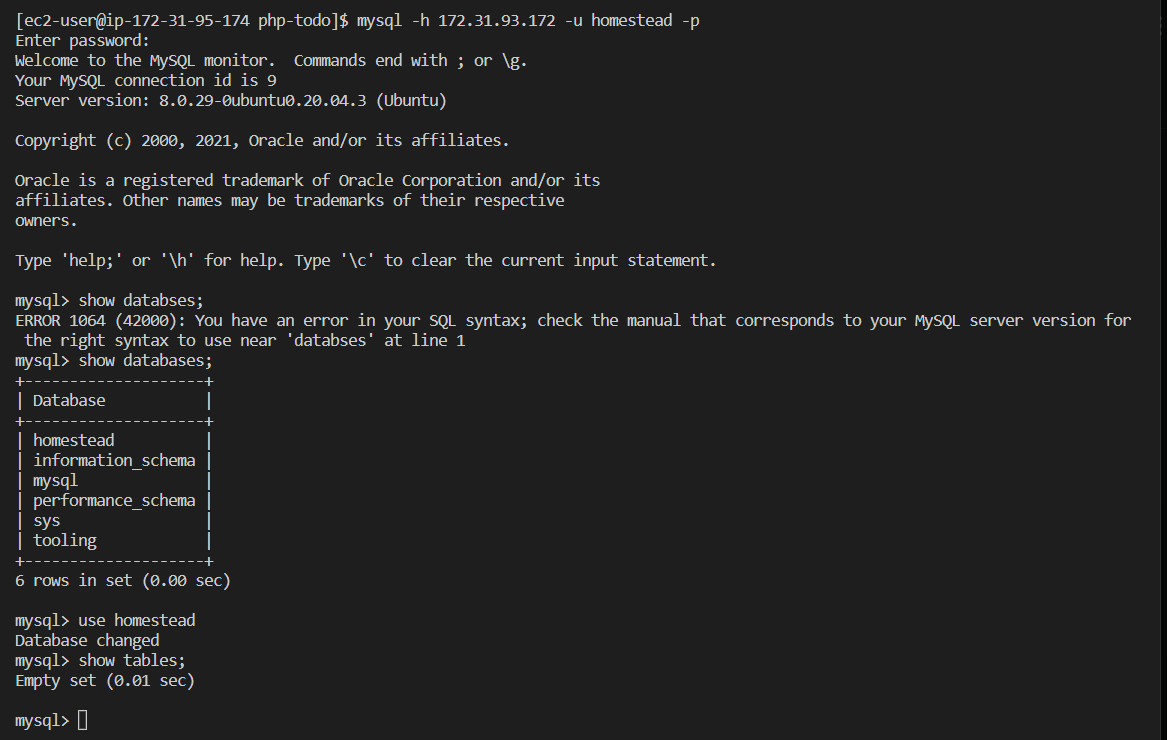 [ec2-user@ip-172-31-95-174 php-todo]$ mysql -h 172.31.93.172 -u homestead -p
Enter password:
Welcome to the MySQL monitor.  Commands end with ; or \g.
Your MySQL connection id is 9
Server version: 8.0.29-0ubuntu0.20.04.3 (Ubuntu)

Copyright (c) 2000, 2021, Oracle and/or its affiliates.

Oracle is a registered trademark of Oracle Corporation and/or its
affiliates. Other names may be trademarks of their respective
owners.

Type 'help;' or '\h' for help. Type '\c' to clear the current input statement.

mysql> show databses;
ERROR 1064 (42000): You have an error in your SQL syntax; check the manual that corresponds to your MySQL server version for
 the right syntax to use near 'databses' at line 1
mysql> show databases;
+--------------------+
| Database           |
+--------------------+
| homestead          |
| information_schema |
| mysql              |
| performance_schema |
| sys                |
| tooling            |
+--------------------+
6 rows in set (0.00 sec)

mysql> use homestead
Database changed
mysql> show tables;
Empty set (0.01 sec)

mysql>